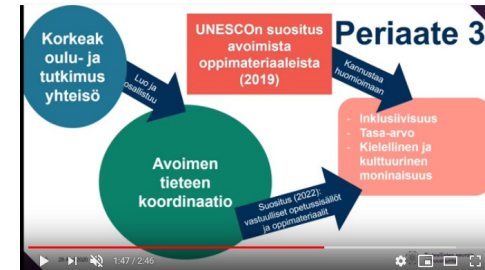 Korkeak
oulu- ja
tutkimus
yhteisö
Luo ja
osallistuu
UNESCOn suositus
avoimista
oppimateriaaleista
(2019)
Periaate 3
Kannustaa
huomioimaan
- Inklusiivisuus
- Tasa-arvo
- Kielellinen ja
kulttuurinen
moninaisuus
Avoimen
tieteen
koordinaatio
Suositus (2022):
vastuulliset opetussisällöt
ja oppimateriaalit
1:47 / 2:46